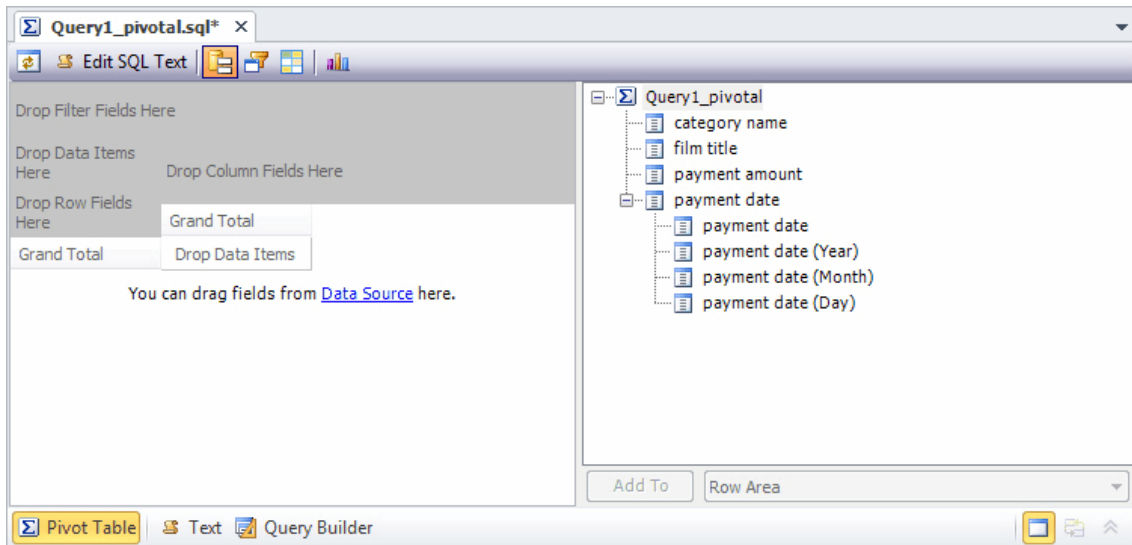 Query1_pivotal.sql*
Edit SQL Text
Drop Filter Fields Here
Drop Data Items
Here
Drop Column Fields Here
Drop Row Fields
Here
Grand Total
Grand Total
Drop Data Items
You can drag fields from Data Source here.
Query1_pivotal
category name
film title
payment amount
payment date
payment date
payment date (Year)
payment date (Month)
payment date (Day)
Add To
Row Area
Pivot Table
Text
Query Builder